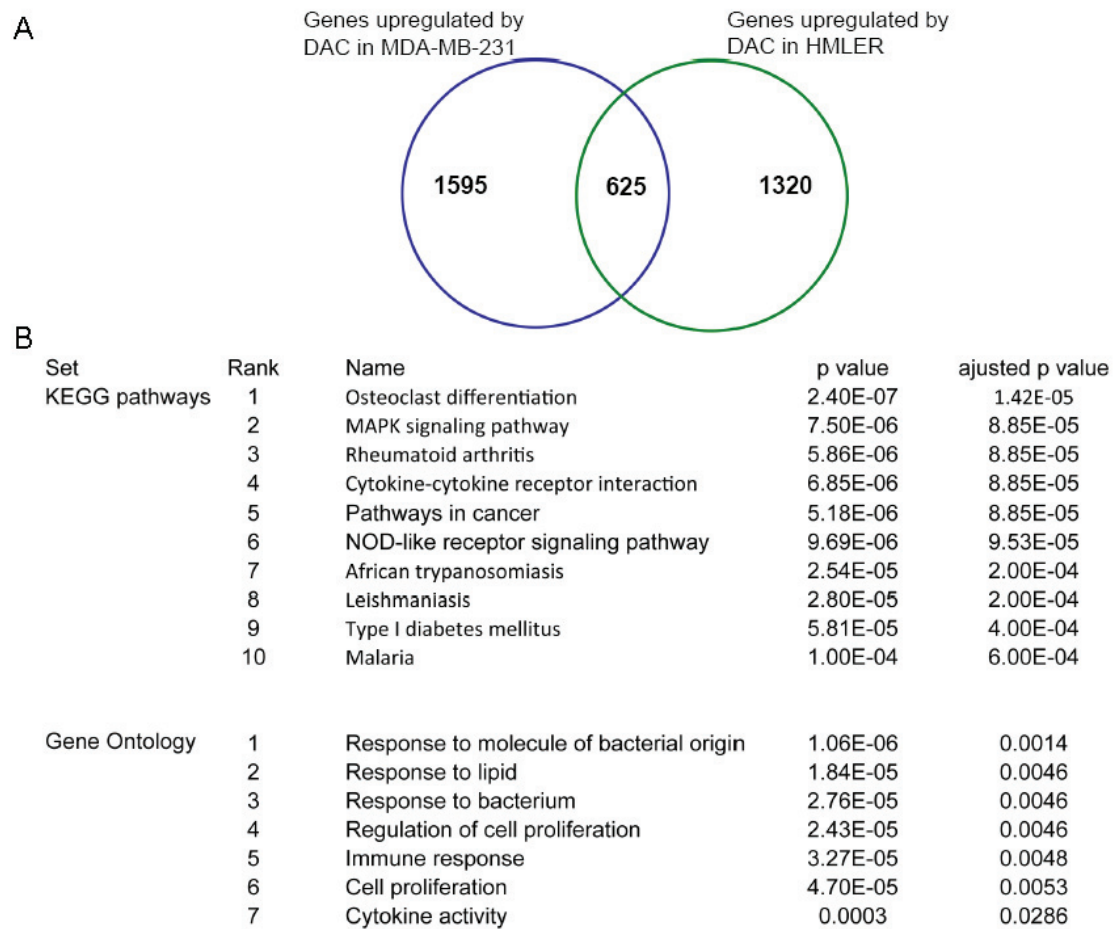 A
Genes upregulated by
DAC in MDA-MB-231
Genes upregulated by
DAC in HMLER
1595 625 1320
B
Set Rank Name p value ajusted p value
KEGG pathways 1 Osteoclast differentiation 2.40E-07 1.42E-05
2 MAPK signaling pathway 7.50E-06 8.85E-05
3 Rheumatoid arthritis 5.86E-06 8.85E-05
4 Cytokine-cytokine receptor interaction 6.85E-06 8.85E-05
5 Pathways in cancer 5.18E-06 8.85E-05
6 NOD-like receptor signaling pathway 9.69E-06 9.53E-05
7 African trypanosomiasis 2.54E-05 2.00E-04
8 Leishmaniasis 2.80E-05 2.00E-04
9 Type I diabetes mellitus 5.81E-05 4.00E-04
10 Malaria 1.00E-04 6.00E-04
Gene Ontology 1 Response to molecule of bacterial origin 1.06E-06 0.0014
2 Response to lipid 1.84E-05 0.0046
3 Response to bacterium 2.76E-05 0.0046
4 Regulation of cell proliferation 2.43E-05 0.0046
5 Immune response 3.27E-05 0.0048
6 Cell proliferation 4.70E-05 0.0053
7 Cytokine activity 0.0003 0.0286